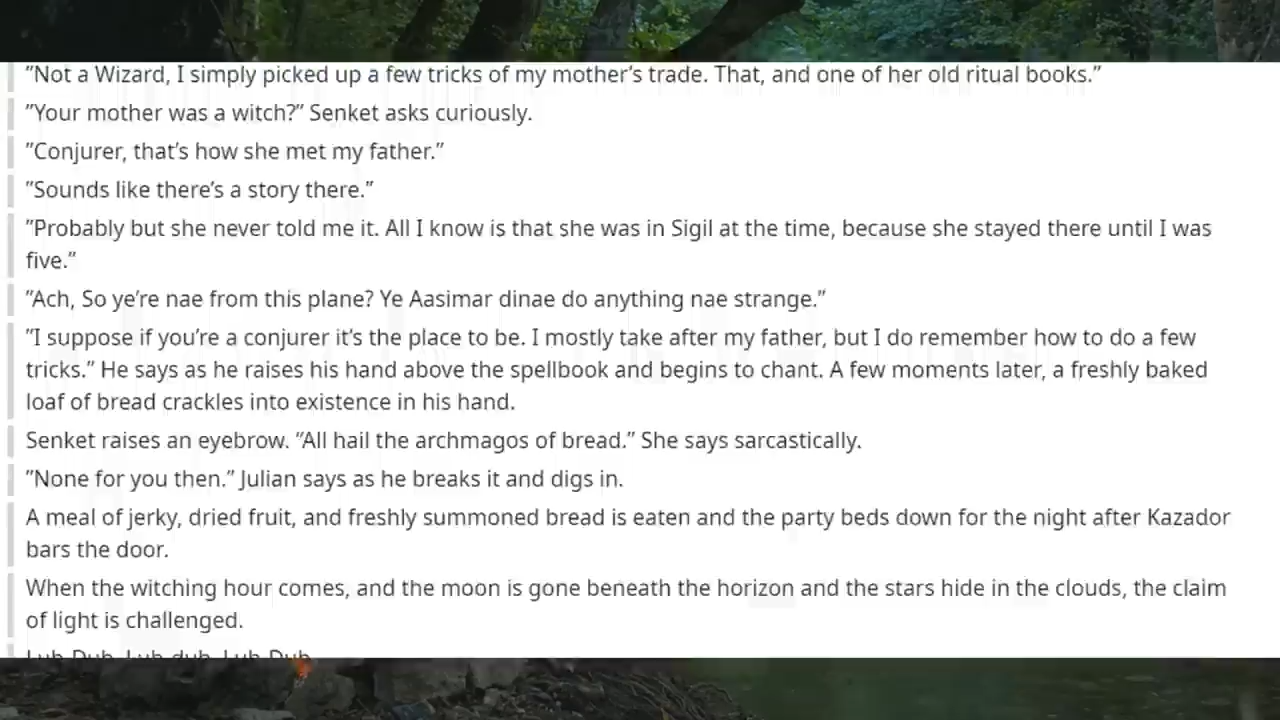 ”Not a Wizard, I simply picked up a few tricks of my mother’s trade. That, and one of her old ritual books.”
”Your mother was a witch?” Senket asks curiously.
”Conjurer, that’s how she met my father.”
”Sounds like there’s a story there.”
”Probably but she never told me it. All I know is that she was in Sigil at the time, because she stayed there until I was
five.”
”Ach, So ye’re nae from this plane? Ye Aasimar dinae do anything nae strange.”
”I suppose if you’re a conjurer it’s the place to be. I mostly take after my father, but I do remember how to do a few
tricks.” He says as he raises his hand above the spellbook and begins to chant. A few moments later, a freshly baked
loaf of bread crackles into existence in his hand.
Senket raises an eyebrow. ”All hail the archmagos of bread.” She says sarcastically.
”None for you then.” Julian says as he breaks it and digs in.
A meal of jerky, dried fruit, and freshly summoned bread is eaten and the party beds down for the night after Kazador
bars the door.
When the witching hour comes, and the moon is gone beneath the horizon and the stars hide in the clouds, the claim
of light is challenged.
Lub Dub. Lub dub. Lub Dub.